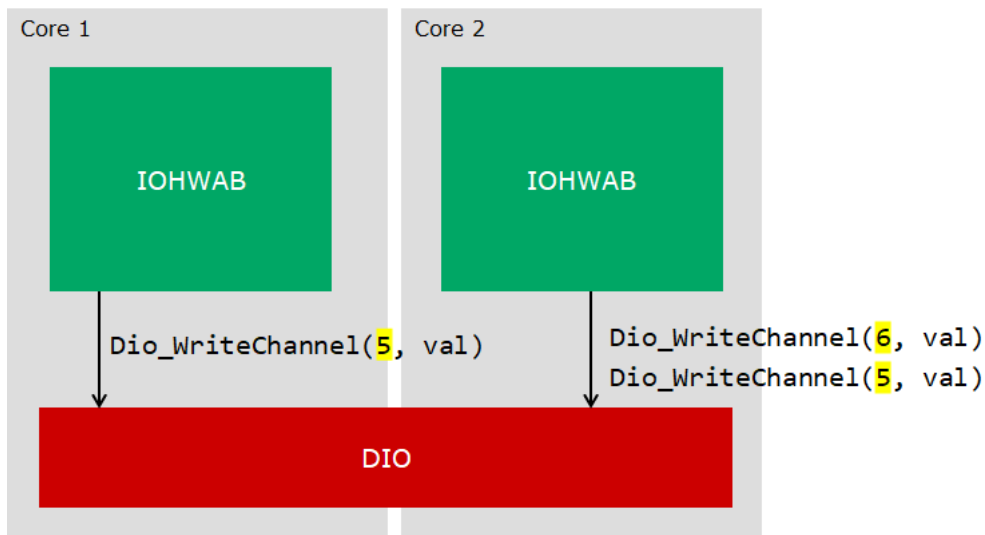 Core 1
Core 2
IOHWAB
IOHWAB
Dio_WriteChannel(5, val)
Dio_WriteChannel(6, val)
Dio_WriteChannel(5, val)
DIO